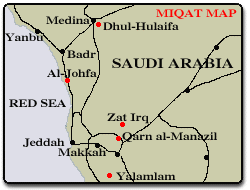 MIQAT MAP
Medina
Dhul-Hulaifa
Yanbu
Badr
SAUDI ARABIA
Al-Johfa
RED SEA
Zat Irq
Qarn al-Manazil
Jeddah
Makkah
Yalamlam